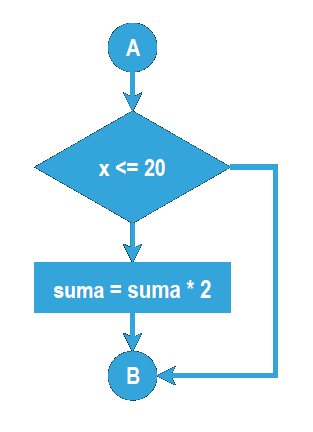 A
x <= 20
suma = suma * 2
B